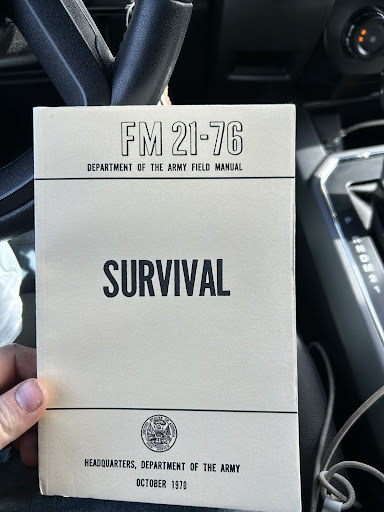 FM 21-76
DEPARTMENT OF THE ARMY FIELD MANUAL
SURVIVAL
HEADQUARTERS, DEPARTMENT OF THE ARMY
OCTOBER 1970